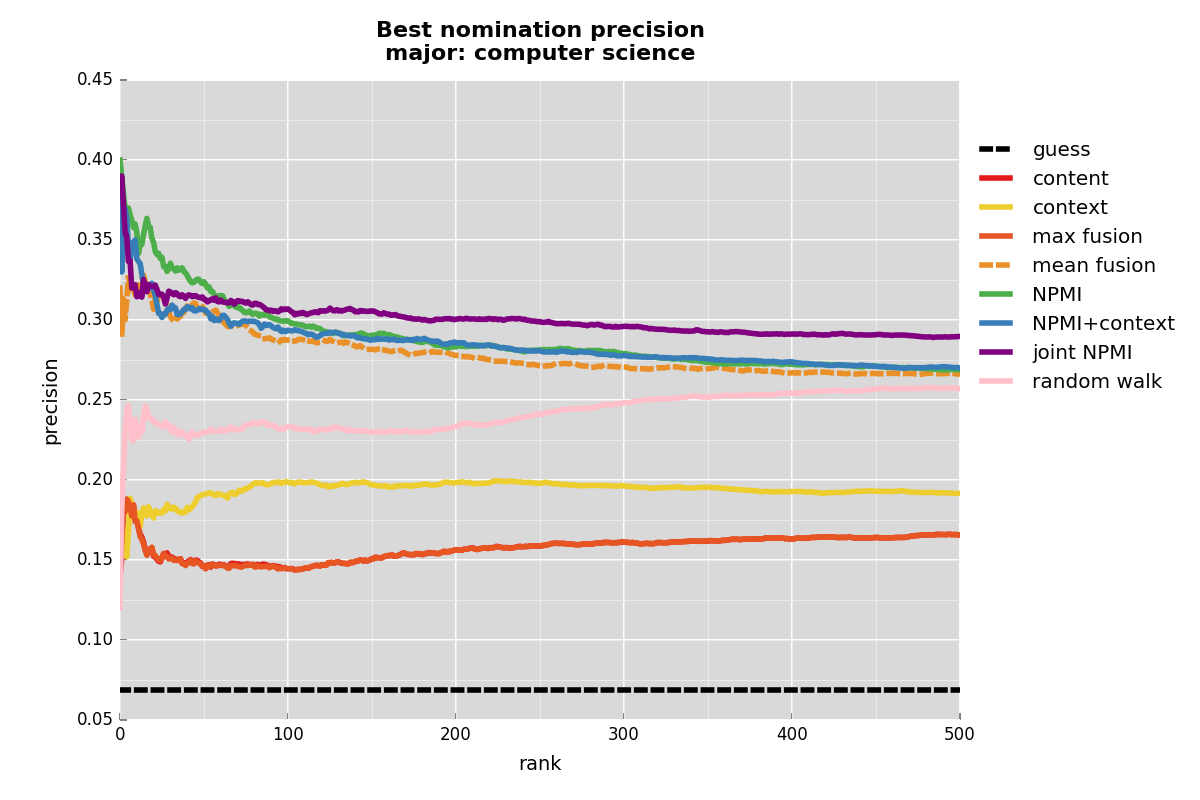 Best nomination precision
major: computer science
precision
0.45
0.40
0.35
0.30
0.25
0.20
0.15
0.10
0.05
0
100
200
300
400
500
rank
guess
content
context
max fusion
mean fusion
NPMI
NPMI+context
joint NPMI
random walk